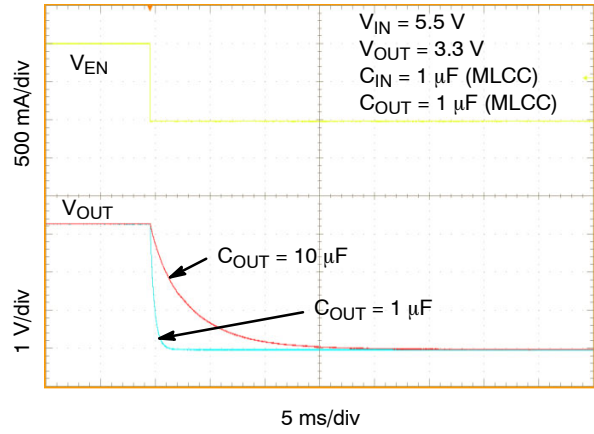 V_IN = 5.5 V
V_OUT = 3.3 V
C_IN = 1 μF (MLCC)
C_OUT = 1 μF (MLCC)
V_EN
500 mA/div
V_OUT
C_OUT = 10 μF
C_OUT = 1 μF
1 V/div
5 ms/div